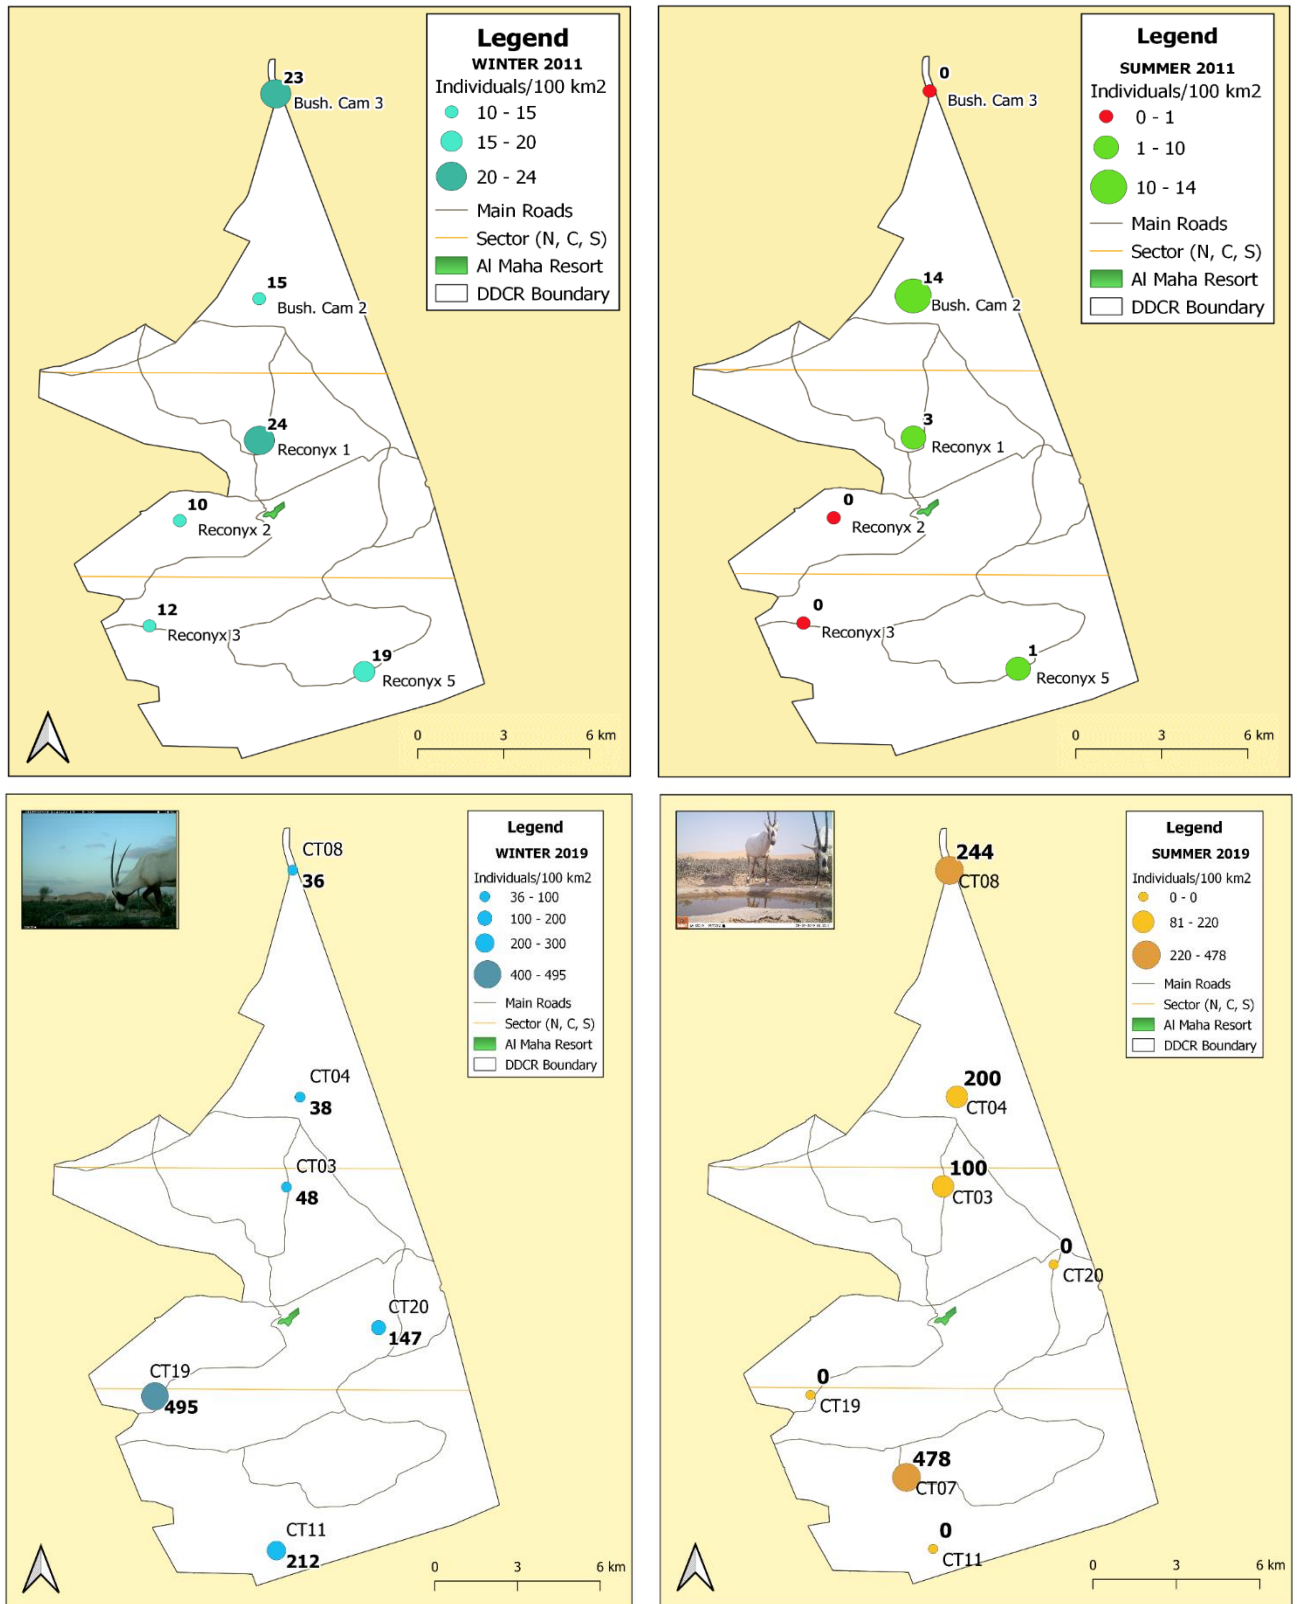 Legend
WINTER 2011
Individuals/100 km2
10 - 15
15 - 20
20 - 24
Main Roads
Sector (N, C, S)
Al Maha Resort
DDCR Boundary
23
Bush. Cam 3
15
Bush. Cam 2
24
Reconyx 1
10
Reconyx 2
12
Reconyx 3
19
Reconyx 5
0 3 6 km
Legend
SUMMER 2011
Individuals/100 km2
0 - 1
1 - 10
10 - 14
Main Roads
Sector (N, C, S)
Al Maha Resort
DDCR Boundary
0
Bush. Cam 3
14
Bush. Cam 2
3
Reconyx 1
0
Reconyx 2
0
Reconyx 3
1
Reconyx 5
0 3 6 km
Legend
WINTER 2019
Individuals/100 km2
36 - 100
100 - 200
200 - 300
400 - 495
Main Roads
Sector (N, C, S)
Al Maha Resort
DDCR Boundary
CT08
36
CT04
38
CT03
48
CT20
147
CT19
495
CT11
212
0 3 6 km
Legend
SUMMER 2019
Individuals/100 km2
0 - 0
81 - 220
220 - 478
Main Roads
Sector (N, C, S)
Al Maha Resort
DDCR Boundary
244
CT08
200
CT04
100
CT03
0
CT20
0
CT19
478
CT07
0
CT11
0 3 6 km